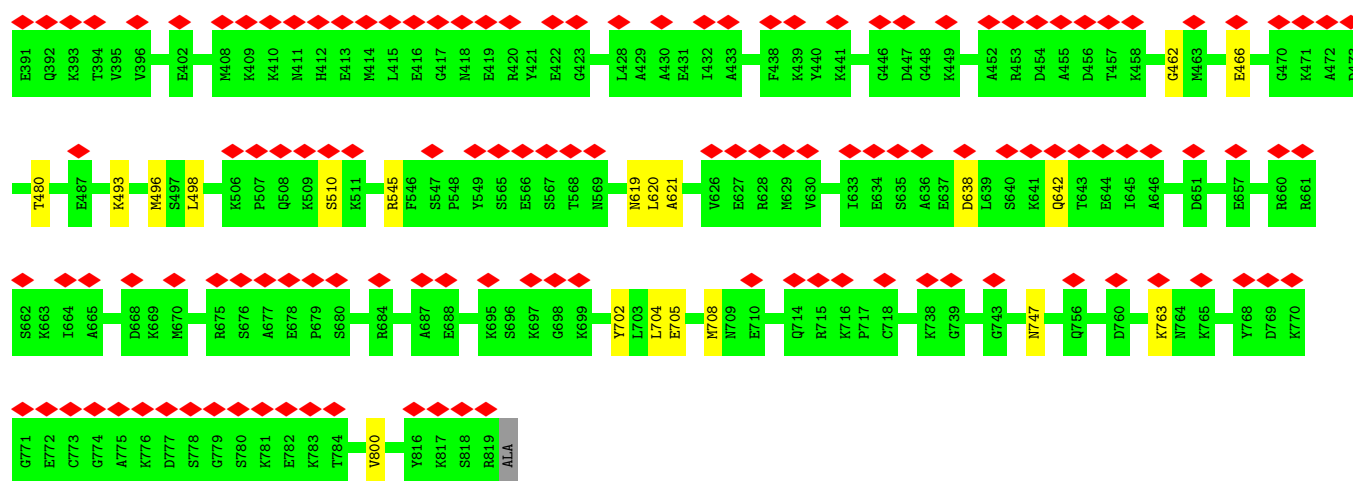 E391 Q392 K393 T394 V395 V396 E402 M408 K409 K410 N411 H412 E413 M414 L415 E416 G417 N418 E419 R420 Y421 E422 G423 L428 A429 A430 E431 I432 A433 F438 K439 Y440 K441 G446 D447 G448 K449 A452 R453 D454 A455 D456 T457 K458 G462 M463 E466 G470 K471 A472
T480 E487 K493 M496 S497 L498 K506 P507 Q508 K509 S510 K511 R545 F546 S547 P548 Y549 S565 E566 S567 T568 N569 N619 L620 A621 V626 E627 R628 M629 V630 I633 E634 S635 A636 E637 D638 L639 S640 K641 Q642 T643 E644 I645 A646 D651 E657 R660 R661
S662 K663 I664 A665 D668 K669 M670 R675 S676 A677 E678 P679 S680 R684 A687 E688 K695 S696 K697 G698 K699 Y702 L703 L704 E705 M708 N709 E710 Q714 R715 K716 P717 C718 K738 G739 G743 N747 Q756 D760 K763 N764 K765 Y768 D769 K770
G771 E772 C773 G774 A775 K776 D777 S778 G779 S780 K781 E782 K783 T784 V800 Y816 K817 S818 R819 ALA